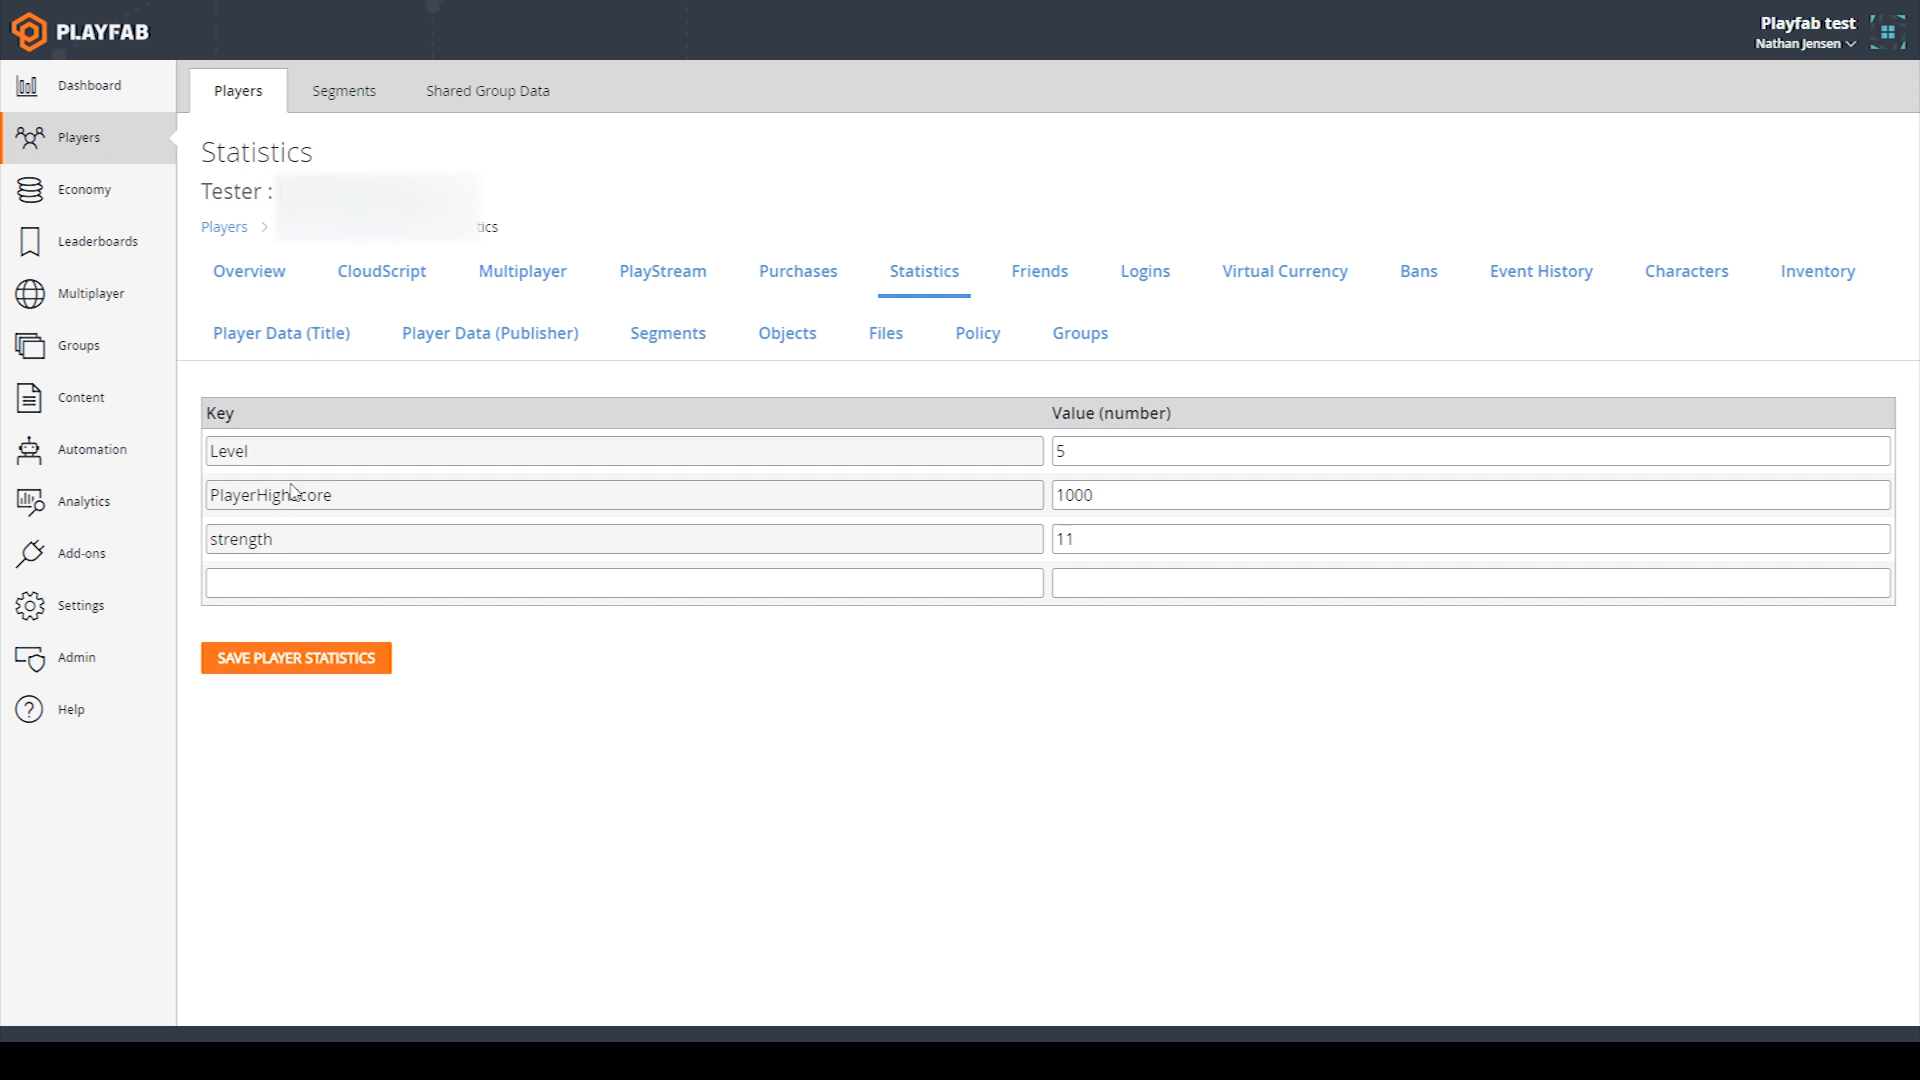 PLAYFAB
Playfab test
Nathan Jensen
Dashboard
Players
Economy
Leaderboards
Multiplayer
Groups
Content
Automation
Analytics
Add-ons
Settings
Admin
Help
Players Segments Shared Group Data
Statistics
Tester :
Players > tics
Overview CloudScript Multiplayer PlayStream Purchases Statistics Friends Logins Virtual Currency Bans Event History Characters Inventory
Player Data (Title) Player Data (Publisher) Segments Objects Files Policy Groups
Key Value (number)
Level 5
PlayerHighScore 1000
strength 11
SAVE PLAYER STATISTICS